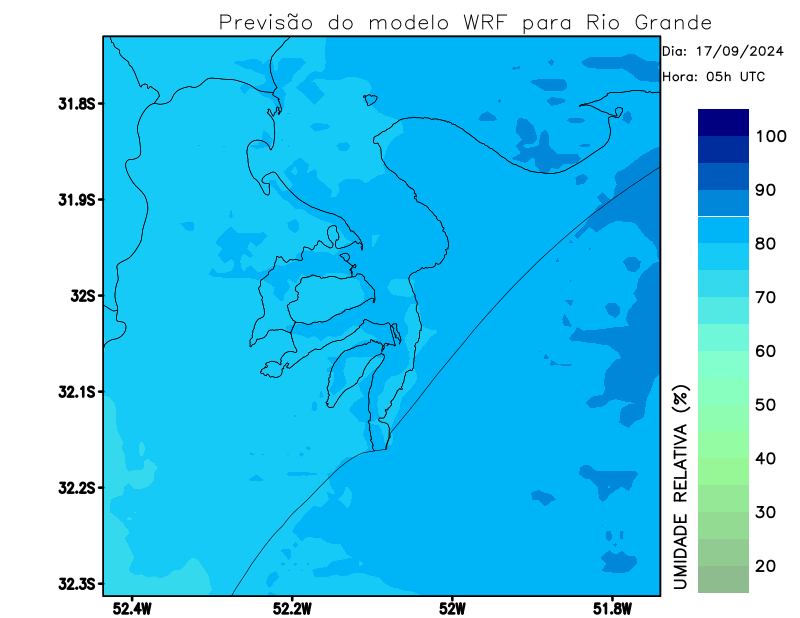 Previsão do modelo WRF para Rio Grande
Dia: 17/09/2024
Hora: 05h UTC
31.8S
31.9S
32S
32.1S
32.2S
32.3S
52.4W
52.2W
52W
51.8W
UMIDADE RELATIVA (%)
100
90
80
70
60
50
40
30
20